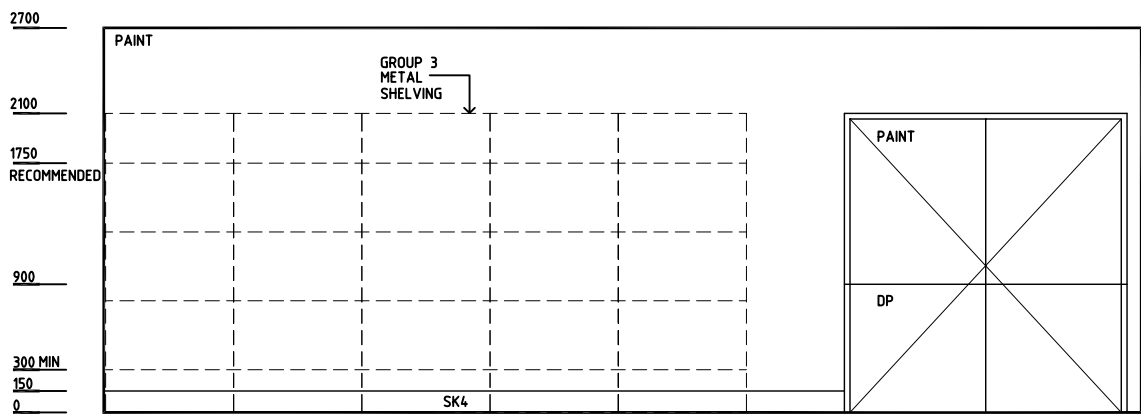 2700
PAINT
GROUP 3
METAL
SHELVING
2100
PAINT
1750
RECOMMENDED
900
DP
300 MIN
150
SK4
0